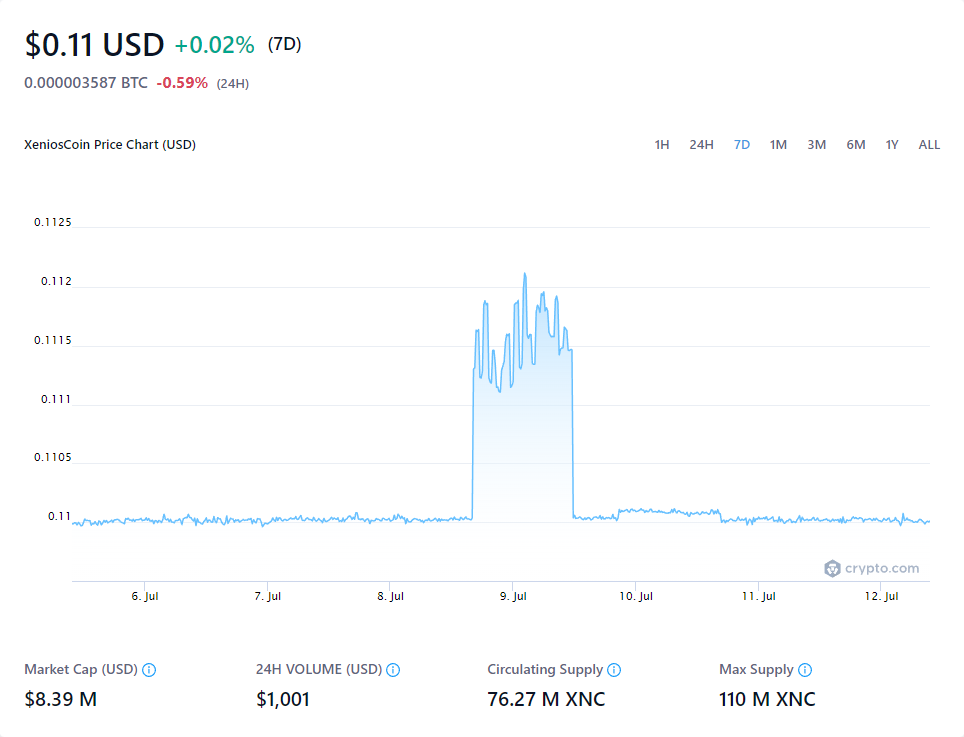 $0.11 USD +0.02% (7D)
0.000003587 BTC -0.59% (24H)
XeniosCoin Price Chart (USD) 1H 24H 7D 1M 3M 6M 1Y ALL
0.1125
0.112
0.1115
0.111
0.1105
0.11
crypto.com
6. Jul 7. Jul 8. Jul 9. Jul 10. Jul 11. Jul 12. Jul
Market Cap (USD) 24H VOLUME (USD) Circulating Supply Max Supply
$8.39 M $1,001 76.27 M XNC 110 M XNC